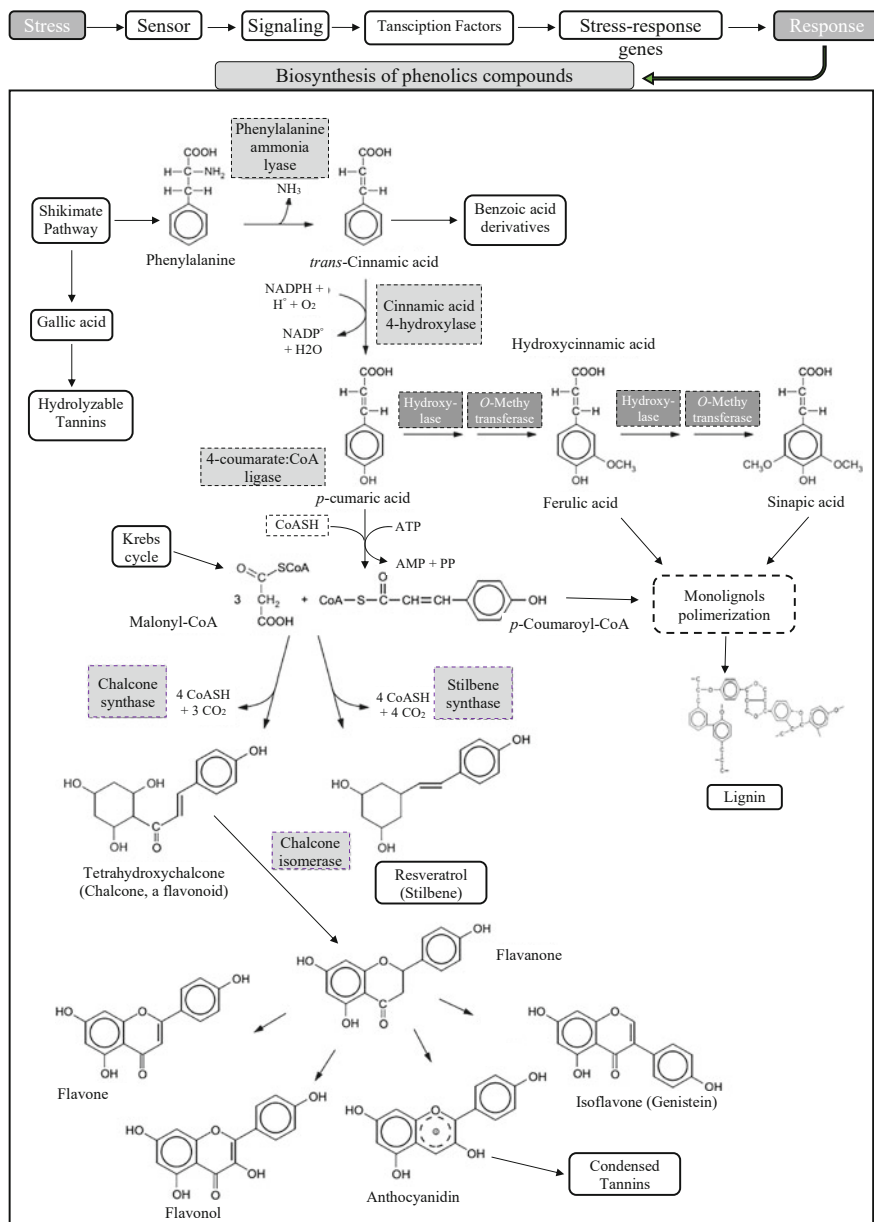 Stress
Sensor
Signaling
Tansciption Factors
Stress-response
genes
Response
Biosynthesis of phenolics compounds
Phenylalanine
ammonia
lyase
COOH
H-C-NH₂
H-C-H
NH₃
COOH
C-H
H-C
Shikimate
Pathway
Phenylalanine
trans-Cinnamic acid
Benzoic acid
derivatives
NADPH +
H° + O₂
Cinnamic acid
4-hydroxylase
NADP°
+ H2O
Gallic acid
Hydrolyzable
Tannins
Hydroxycinnamic acid
COOH
H-C
C-H
OH
Hydroxy-
lase
O-Methy
transferase
COOH
H-C
C-H
OCH₃
OH
Hydroxy-
lase
O-Methy
transferase
COOH
H-C
C-H
CH₃O
OCH₃
OH
4-coumarate:CoA
ligase
p-cumaric acid
Ferulic acid
Sinapic acid
CoASH
ATP
AMP + PP
Krebs
cycle
O
SCoA
C
3
CH₂
COOH
+
O
CoA-S-C-CH=CH
OH
Malonyl-CoA
p-Coumaroyl-CoA
Monolignols
polimerization
Chalcone
synthase
4 CoASH
+ 3 CO₂
4 CoASH
+ 4 CO₂
Stilbene
synthase
Lignin
OH
HO
OH
OH
C
O
OH
HO
OH
Tetrahydroxychalcone
(Chalcone, a flavonoid)
Chalcone
isomerase
Resveratrol
(Stilbene)
Flavanone
OH
HO
O
C
OH
O
OH
HO
O
OH
O
Flavone
HO
O
OH
O
OH
Isoflavone (Genistein)
OH
HO
O
OH
OH
O
Flavonol
OH
HO
O
OH
OH
Anthocyanidin
Condensed
Tannins